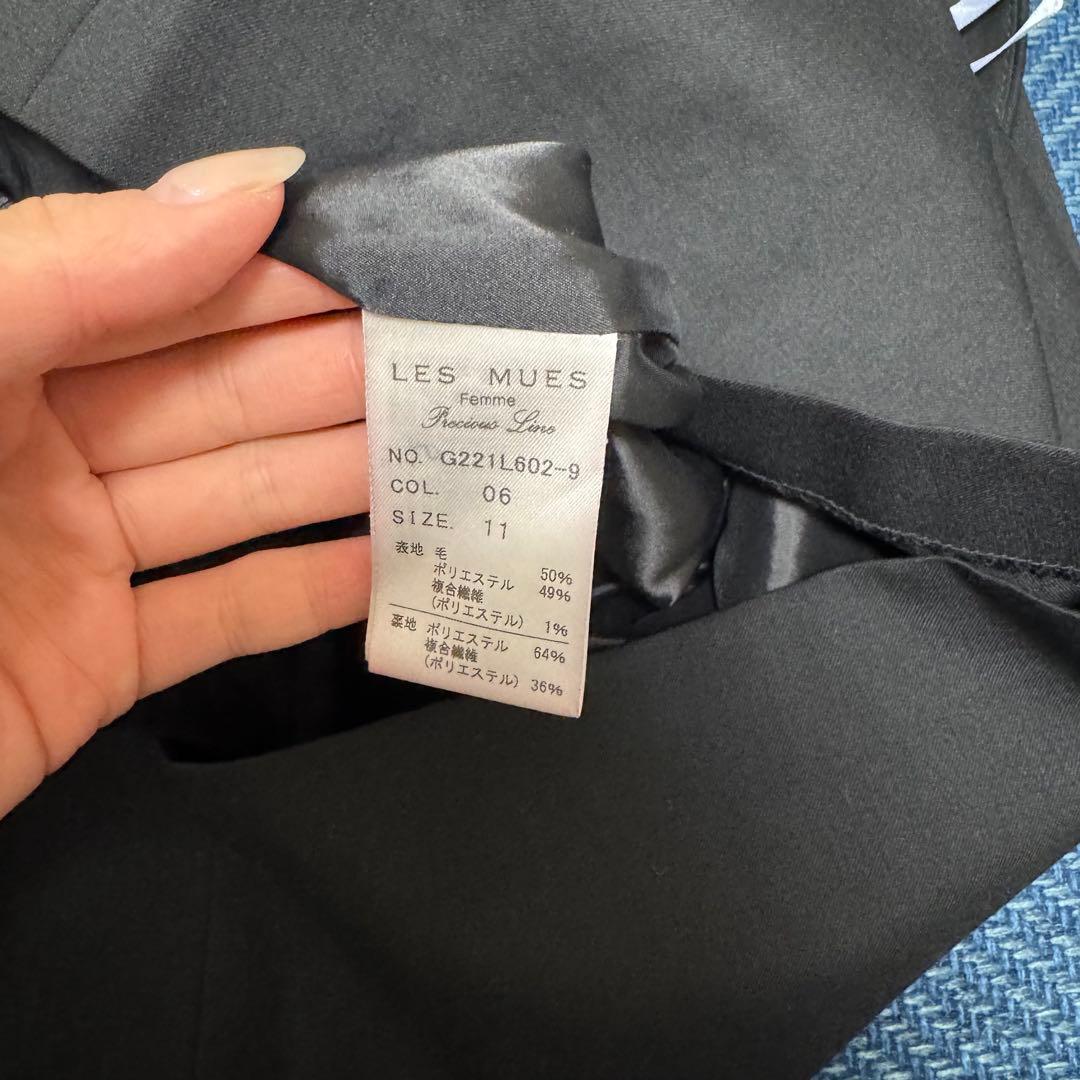 LES MUES
Femme
Precious Line
NO. G221L602-9
COL. 06
SIZE. 11
表地 毛 50%
ポリエステル 49%
複合繊維
(ポリエステル) 1%
裏地 ポリエステル 64%
複合繊維
(ポリエステル) 36%